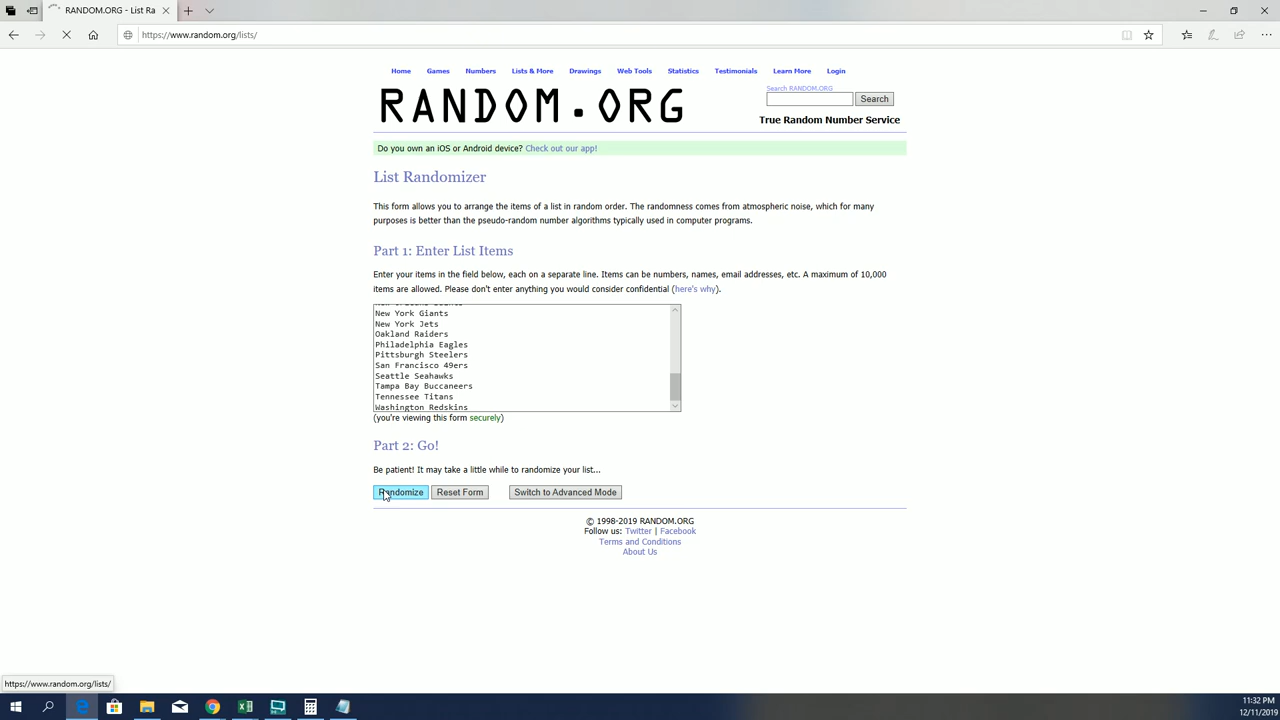 RANDOM.ORG - List Ra
https://www.random.org/lists/
Home Games Numbers Lists & More Drawings Web Tools Statistics Testimonials Learn More Login
RANDOM.ORG
Search RANDOM.ORG
Search
True Random Number Service
Do you own an iOS or Android device? Check out our app!
List Randomizer
This form allows you to arrange the items of a list in random order. The randomness comes from atmospheric noise, which for many
purposes is better than the pseudo-random number algorithms typically used in computer programs.
Part 1: Enter List Items
Enter your items in the field below, each on a separate line. Items can be numbers, names, email addresses, etc. A maximum of 10,000
items are allowed. Please don't enter anything you would consider confidential (here's why).
New York Giants
New York Jets
Oakland Raiders
Philadelphia Eagles
Pittsburgh Steelers
San Francisco 49ers
Seattle Seahawks
Tampa Bay Buccaneers
Tennessee Titans
Washington Redskins
(you're viewing this form securely)
Part 2: Go!
Be patient! It may take a little while to randomize your list...
Randomize Reset Form Switch to Advanced Mode
© 1998-2019 RANDOM.ORG
Follow us: Twitter | Facebook
Terms and Conditions
About Us
https://www.random.org/lists/
11:32 PM
12/11/2019